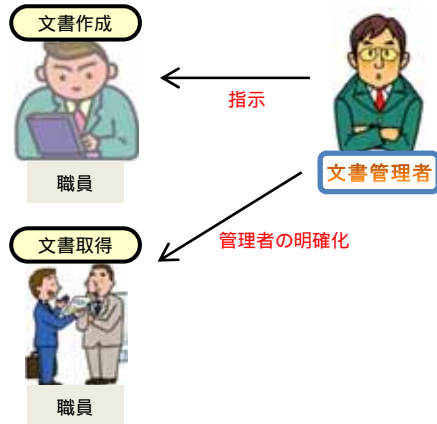 文書作成
指示
文書管理者
職員
文書取得
管理者の明確化
職員